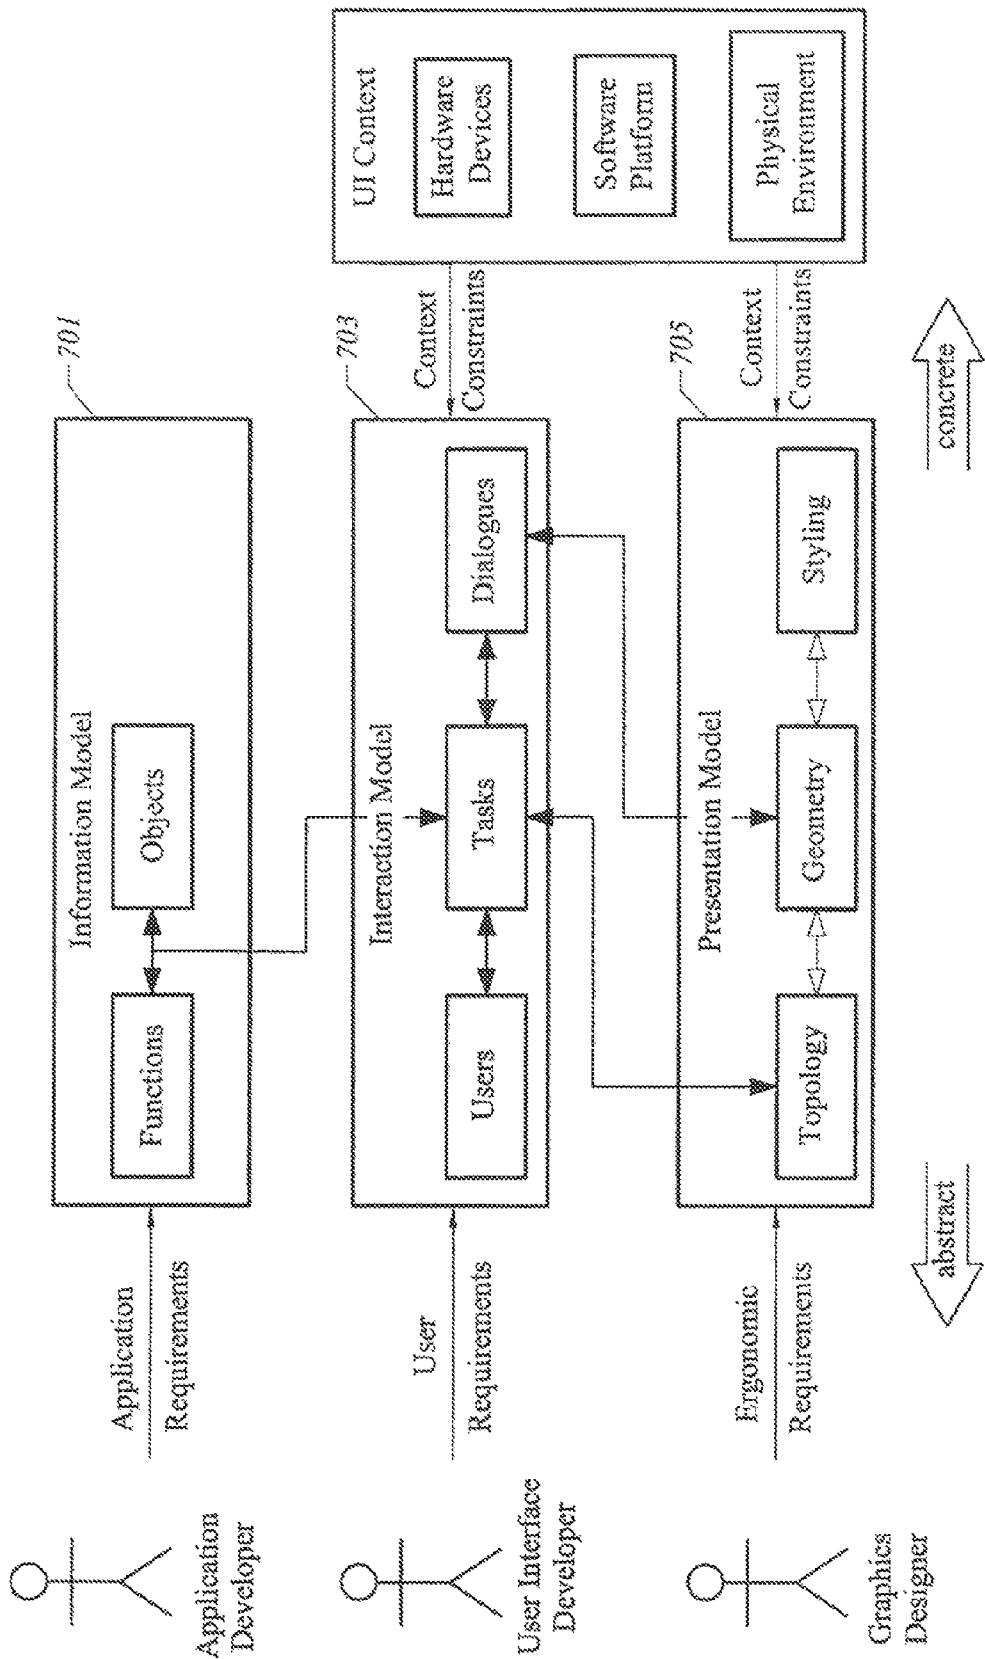 Application
Developer
Application
Requirements
Information Model
Functions
Objects
701
User Interface
Developer
User
Requirements
Interaction Model
Users
Tasks
Dialogues
703
Context
Constraints
UI Context
Hardware
Devices
Software
Platform
Physical
Environment
Graphics
Designer
Ergonomic
Requirements
Presentation Model
Topology
Geometry
Styling
705
Context
Constraints
abstract
concrete